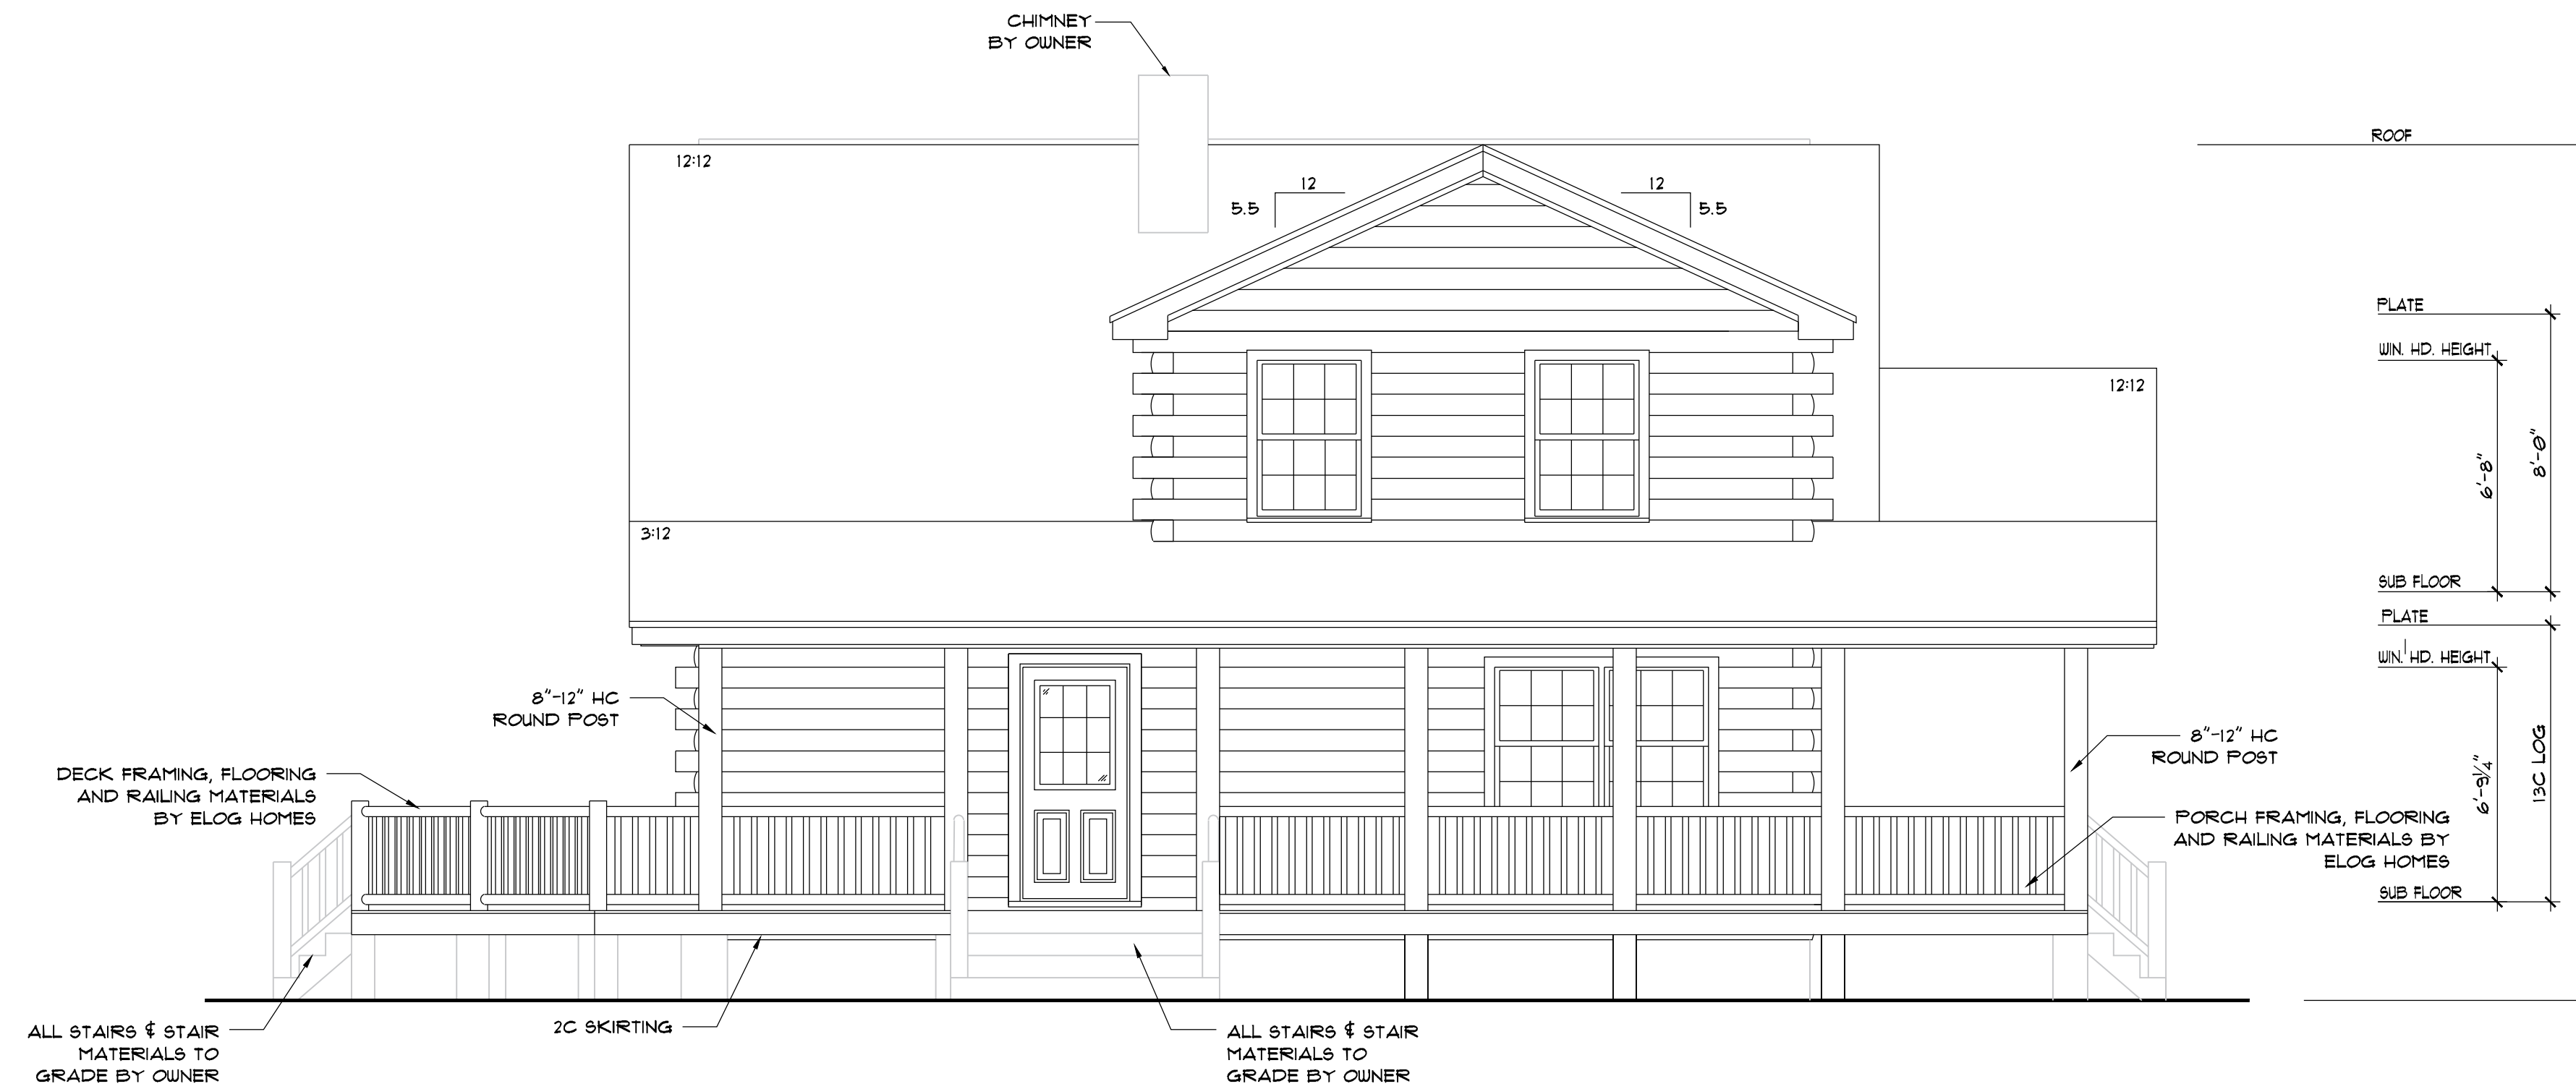 CHIMNEY
BY OWNER
ROOF
12:12
12
12
5.5
5.5
PLATE
WIN. HD. HEIGHT
12:12
6'-8"
8'-0"
3:12
SUB FLOOR
PLATE
WIN. HD. HEIGHT
8"-12" HC
ROUND POST
8"-12" HC
ROUND POST
6'-9 1/4"
13C LOG
DECK FRAMING, FLOORING
AND RAILING MATERIALS
BY ELOG HOMES
PORCH FRAMING, FLOORING
AND RAILING MATERIALS BY
ELOG HOMES
SUB FLOOR
2C SKIRTING
ALL STAIRS & STAIR
MATERIALS TO
GRADE BY OWNER
ALL STAIRS & STAIR
MATERIALS TO
GRADE BY OWNER